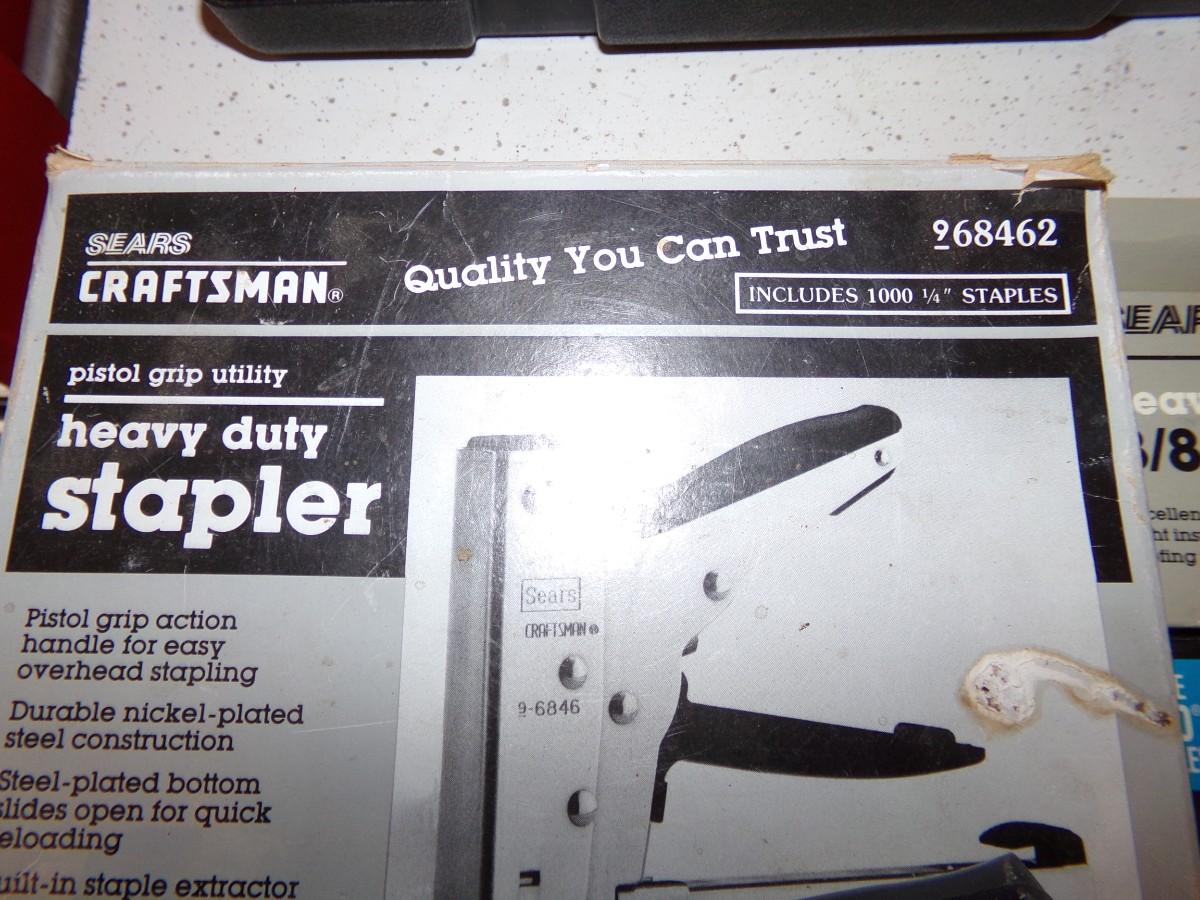 SEARS
CRAFTSMAN®
Quality You Can Trust
968462
INCLUDES 1000 ¼" STAPLES
pistol grip utility
heavy duty
stapler
Pistol grip action
handle for easy
overhead stapling
Durable nickel-plated
steel construction
Steel-plated bottom
slides open for quick
eloading
uilt-in staple extractor
Sears
CRAFTSMAN®
9-6846
EAR
eav
3/8
cellen
ht ins
fing